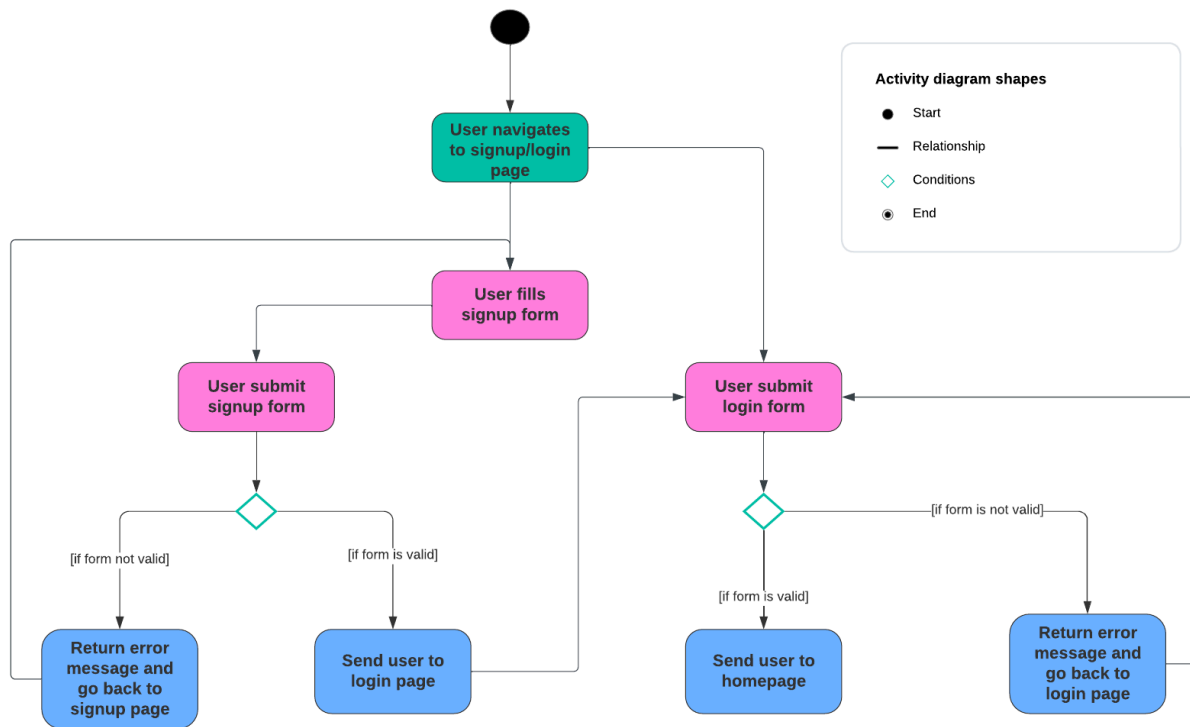 Activity diagram shapes
Start
Relationship
Conditions
End
User navigates
to signup/login
page
User fills
signup form
User submit
signup form
User submit
login form
[if form is not valid]
[if form not valid]
[if form is valid]
[if form is valid]
Return error
message and
go back to
signup page
Send user to
login page
Send user to
homepage
Return error
message and
go back to
login page